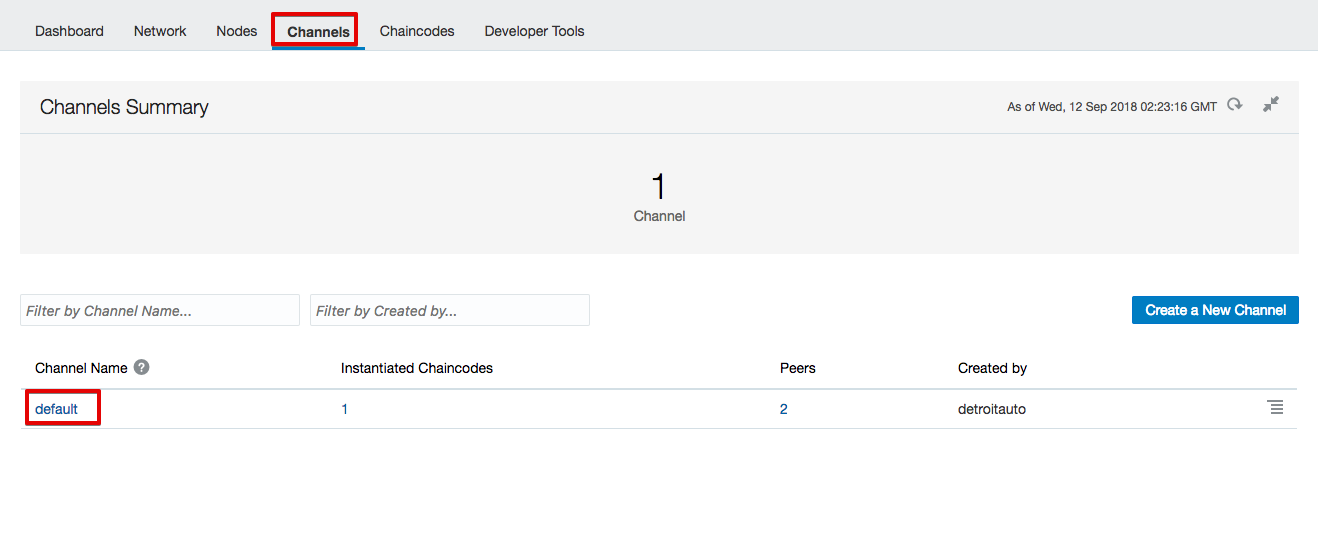 Dashboard Network Nodes Channels Chaincodes Developer Tools
Channels Summary As of Wed, 12 Sep 2018 02:23:16 GMT
1
Channel
Filter by Channel Name... Filter by Created by... Create a New Channel
Channel Name ? Instantiated Chaincodes Peers Created by
default 1 2 detroitauto